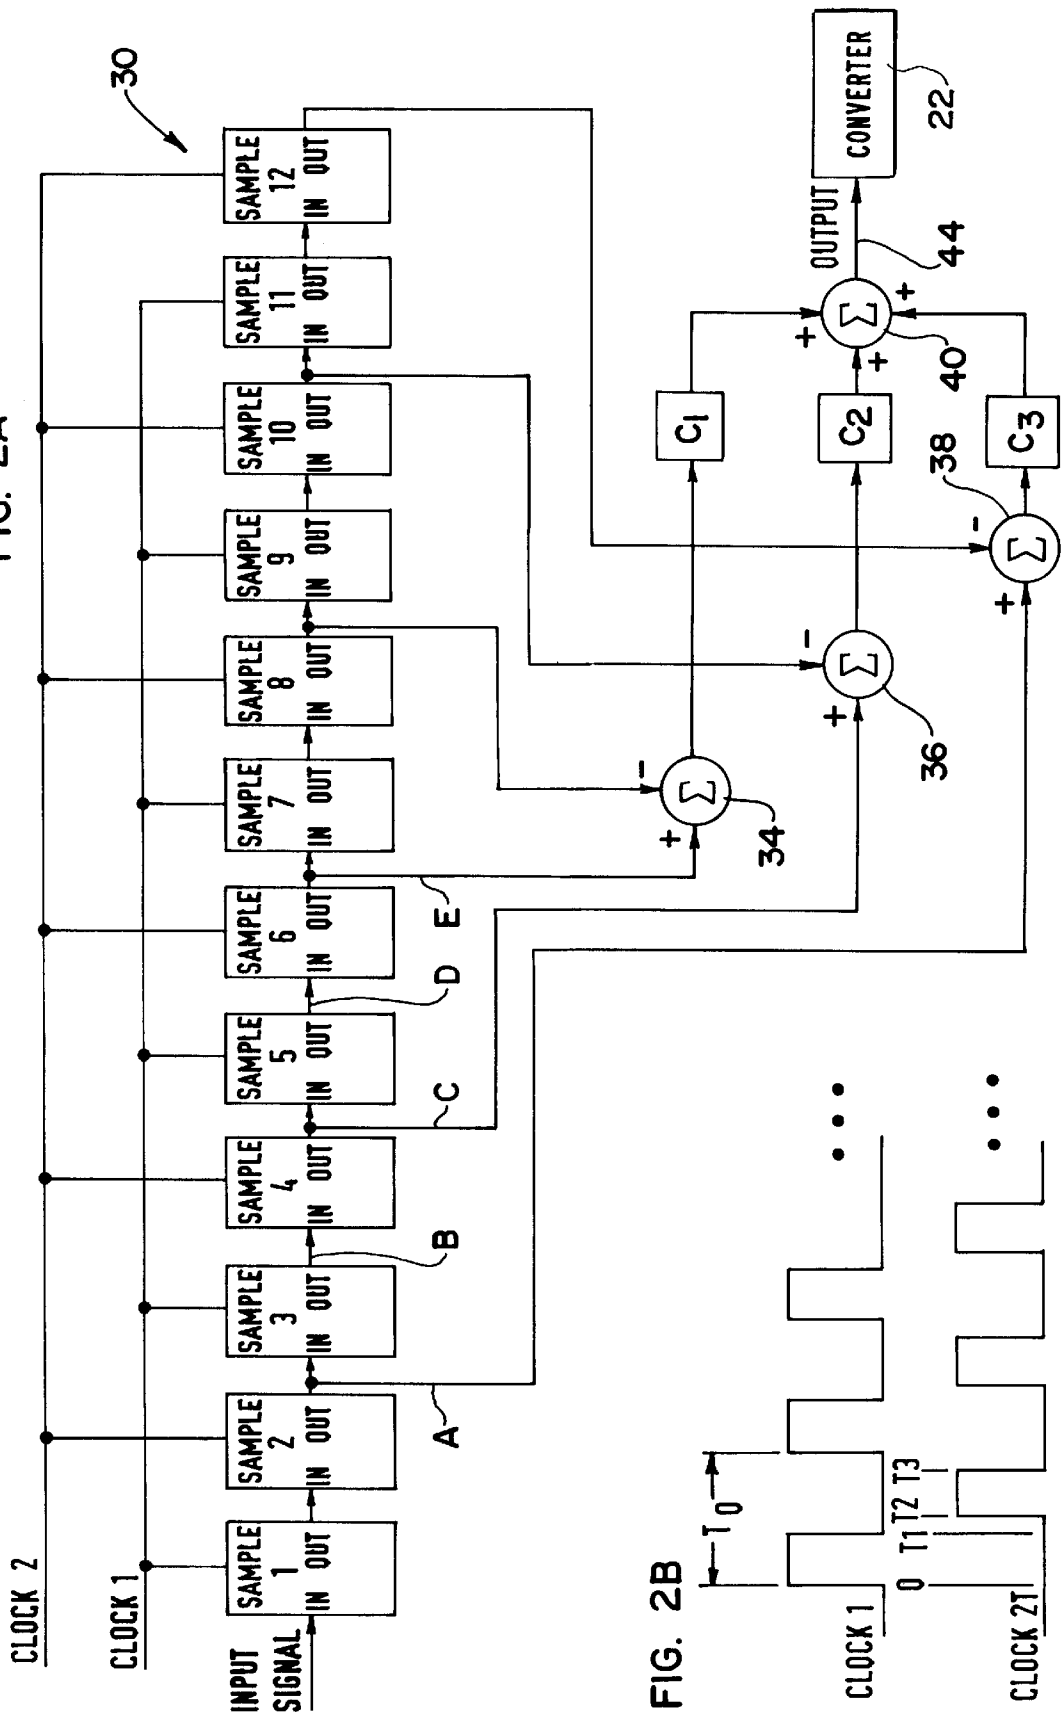 FIG. 2A
30
CLOCK 2
CLOCK 1
INPUT
SIGNAL
SAMPLE
1
IN OUT
SAMPLE
2
IN OUT
SAMPLE
3
IN OUT
SAMPLE
4
IN OUT
SAMPLE
5
IN OUT
SAMPLE
6
IN OUT
SAMPLE
7
IN OUT
SAMPLE
8
IN OUT
SAMPLE
9
IN OUT
SAMPLE
10
IN OUT
SAMPLE
11
IN OUT
SAMPLE
12
IN OUT
A
B
C
D
E
+
-
Σ
34
+
-
Σ
36
+
-
Σ
38
C1
C2
C3
+
+
+
Σ
40
OUTPUT
44
CONVERTER
22
FIG. 2B
T0
CLOCK 1
0 T1 T2 T3
CLOCK 2T